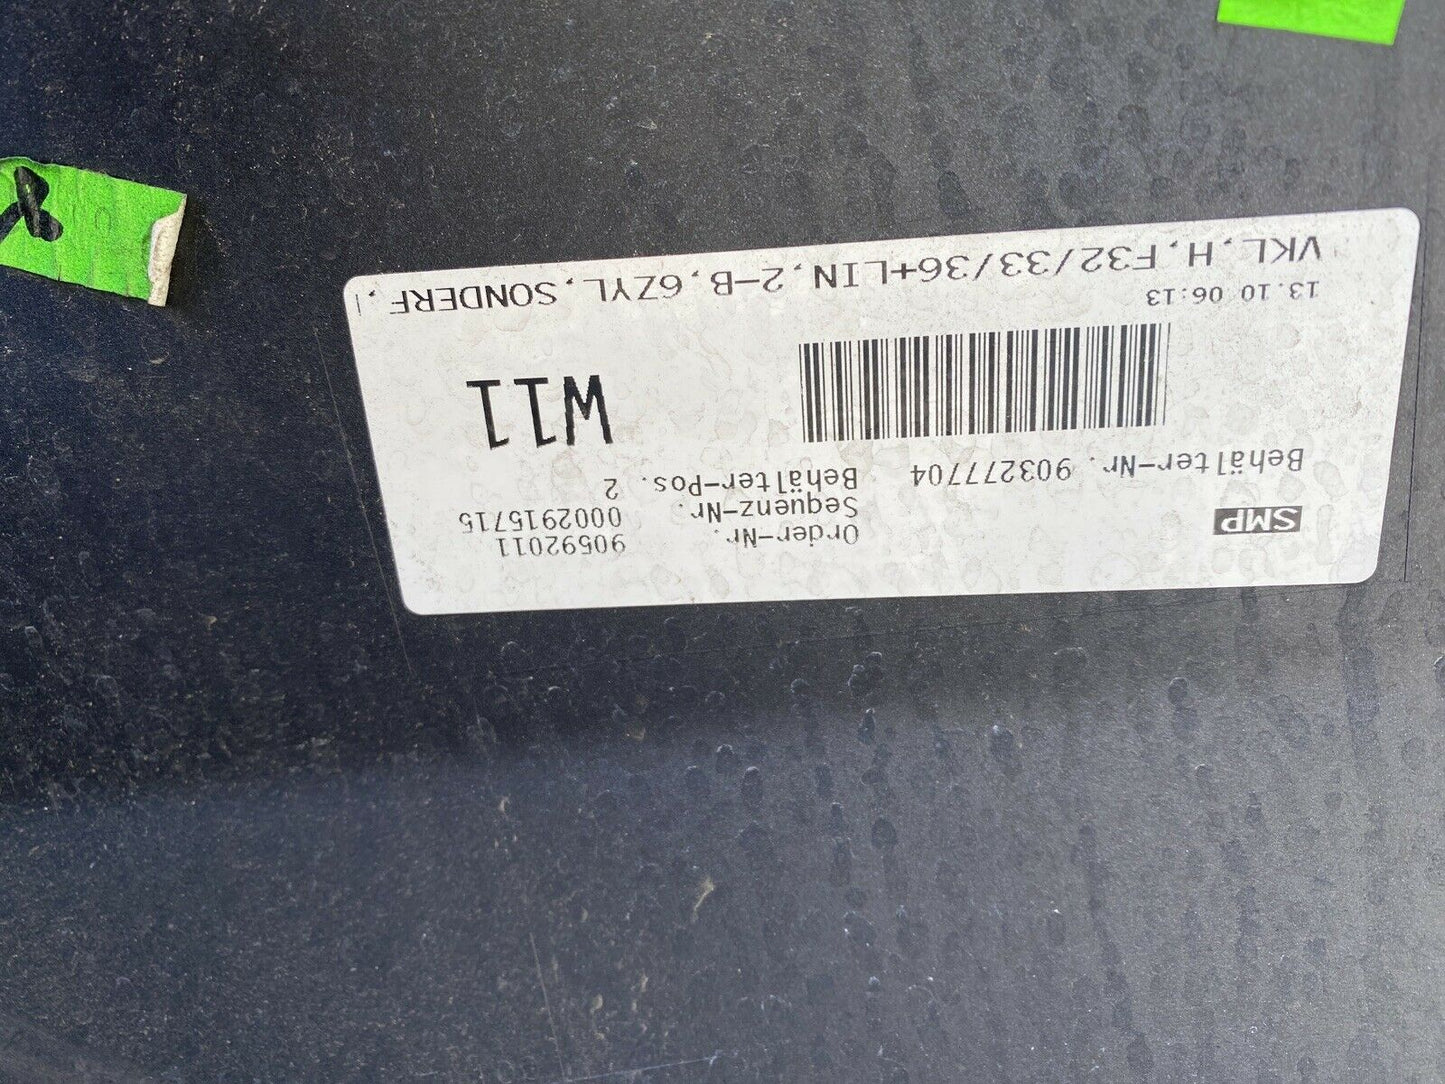 SMP
Order-Nr. 90592011
Sequenz-Nr. 0002915715
Behälter-Nr. 903277704 Behälter-Pos. 2
W11
13.10 06:13
VKL,H,F32/33/36+LIN,2-B,6ZYL,SONDERF,